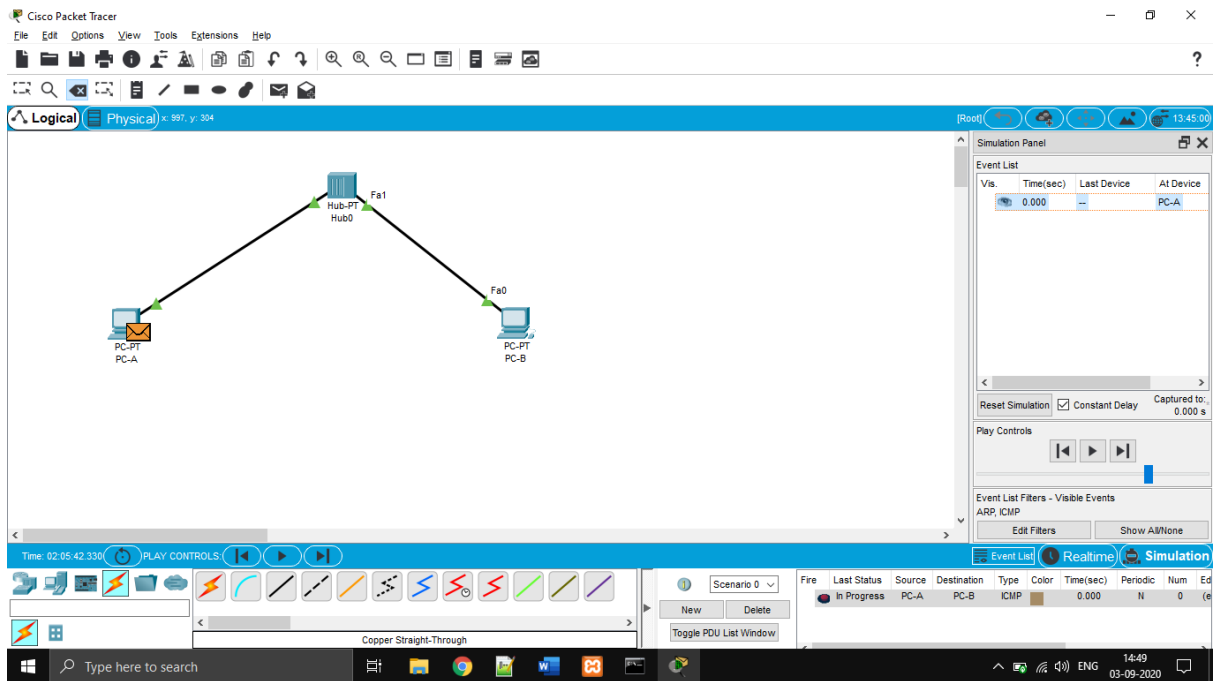 Cisco Packet Tracer
File Edit Options View Tools Extensions Help
?
Logical Physical x: 997, y: 304 [Root] 13:45:00
Simulation Panel
Event List
Vis. Time(sec) Last Device At Device
0.000 -- PC-A
Fa1
Hub-PT
Hub0
Fa0
PC-PT
PC-A
PC-PT
PC-B
Reset Simulation Constant Delay Captured to:
0.000 s
Play Controls
Event List Filters - Visible Events
ARP, ICMP
Edit Filters Show All/None
Time: 02:05:42.330 PLAY CONTROLS: Event List Realtime Simulation
Scenario 0
Fire Last Status Source Destination Type Color Time(sec) Periodic Num Ed
In Progress PC-A PC-B ICMP 0.000 N 0 (e
New Delete
Toggle PDU List Window
Copper Straight-Through
Type here to search
ENG
14:49
03-09-2020